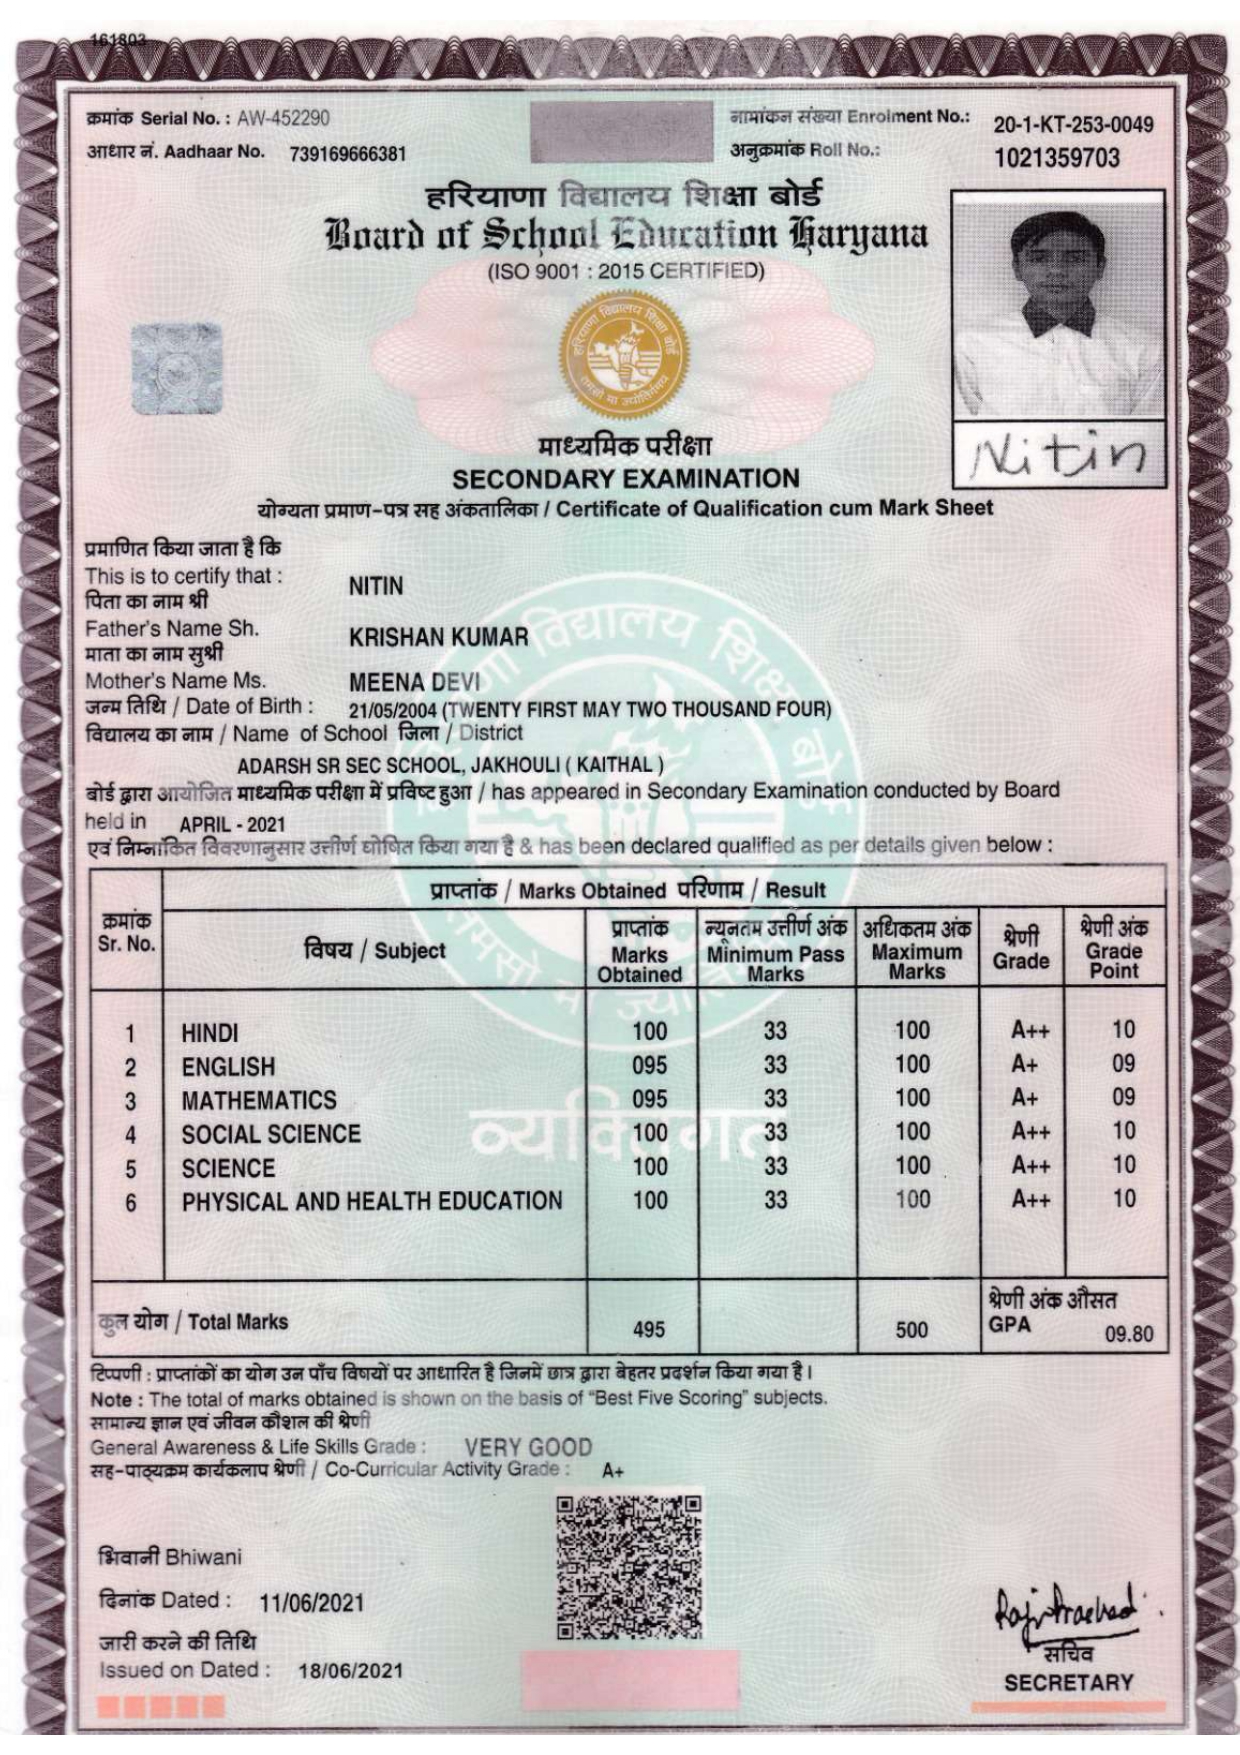 161803
क्रमांक Serial No. : AW-452290
नामांकन संख्या Enrolment No.: 20-1-KT-253-0049
आधार नं. Aadhaar No. 739169666381
अनुक्रमांक Roll No.: 1021359703
हरियाणा विद्यालय शिक्षा बोर्ड
Board of School Education Haryana
(ISO 9001 : 2015 CERTIFIED)
हरियाणा विद्यालय शिक्षा बोर्ड
तमसो मा ज्योतिर्गमय
Nitin
माध्यमिक परीक्षा
SECONDARY EXAMINATION
योग्यता प्रमाण-पत्र सह अंकतालिका / Certificate of Qualification cum Mark Sheet
प्रमाणित किया जाता है कि
This is to certify that : NITIN
पिता का नाम श्री
Father's Name Sh. KRISHAN KUMAR
माता का नाम सुश्री
Mother's Name Ms. MEENA DEVI
जन्म तिथि / Date of Birth : 21/05/2004 (TWENTY FIRST MAY TWO THOUSAND FOUR)
विद्यालय का नाम / Name of School जिला / District
ADARSH SR SEC SCHOOL, JAKHOULI ( KAITHAL )
बोर्ड द्वारा आयोजित माध्यमिक परीक्षा में प्रविष्ट हुआ / has appeared in Secondary Examination conducted by Board
held in APRIL - 2021
एवं निम्नांकित विवरणानुसार उत्तीर्ण घोषित किया गया है & has been declared qualified as per details given below :
प्राप्तांक / Marks Obtained परिणाम / Result
क्रमांक Sr. No. विषय / Subject प्राप्तांक Marks Obtained न्यूनतम उत्तीर्ण अंक Minimum Pass Marks अधिकतम अंक Maximum Marks श्रेणी Grade श्रेणी अंक Grade Point
1 HINDI 100 33 100 A++ 10
2 ENGLISH 095 33 100 A+ 09
3 MATHEMATICS 095 33 100 A+ 09
4 SOCIAL SCIENCE 100 33 100 A++ 10
5 SCIENCE 100 33 100 A++ 10
6 PHYSICAL AND HEALTH EDUCATION 100 33 100 A++ 10
व्यक्तिगत
कुल योग / Total Marks 495 500 श्रेणी अंक औसत GPA 09.80
टिप्पणी : प्राप्तांकों का योग उन पाँच विषयों पर आधारित है जिनमें छात्र द्वारा बेहतर प्रदर्शन किया गया है।
Note : The total of marks obtained is shown on the basis of “Best Five Scoring” subjects.
सामान्य ज्ञान एवं जीवन कौशल की श्रेणी
General Awareness & Life Skills Grade : VERY GOOD
सह-पाठ्यक्रम कार्यकलाप श्रेणी / Co-Curricular Activity Grade : A+
भिवानी Bhiwani
दिनांक Dated : 11/06/2021
जारी करने की तिथि
Issued on Dated : 18/06/2021
सचिव
SECRETARY